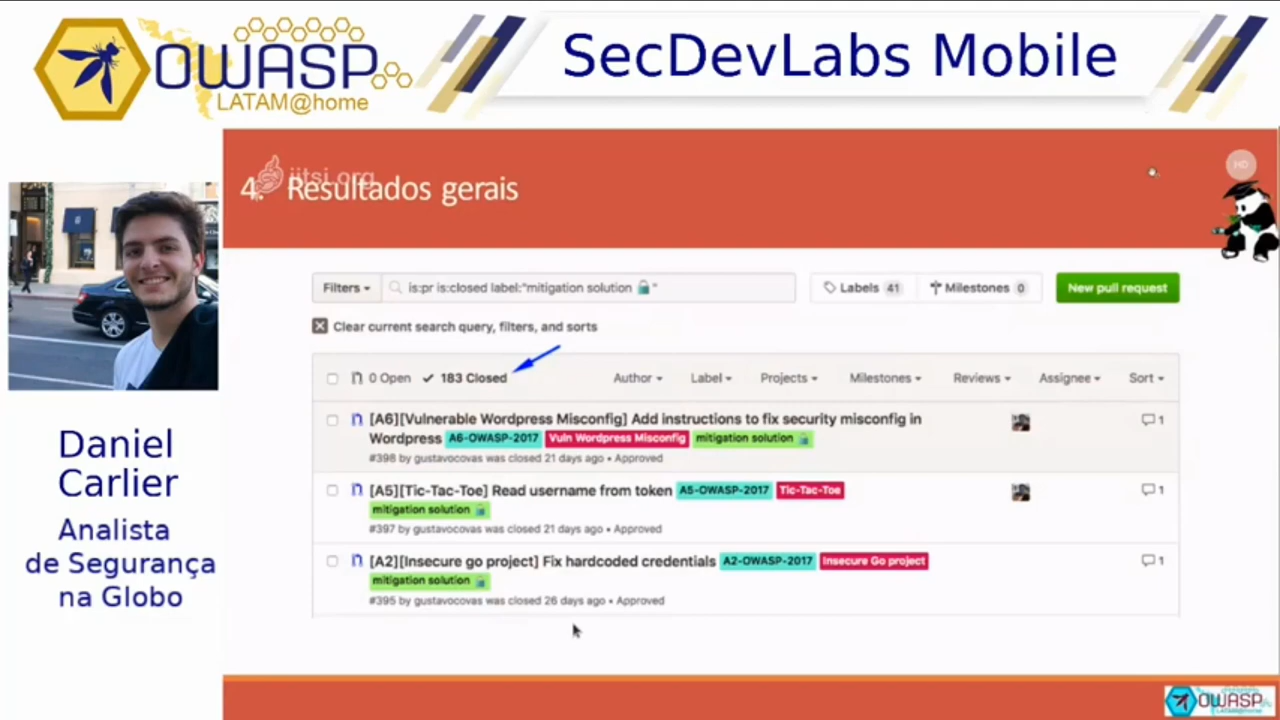 OWASP
LATAM@home
SecDevLabs Mobile
jitsi.org
4. Resultados gerais
HD
Filters
is:pr is:closed label:"mitigation solution 🔒"
Labels 41
Milestones 0
New pull request
Clear current search query, filters, and sorts
0 Open ✓ 183 Closed
Author
Label
Projects
Milestones
Reviews
Assignee
Sort
[A6][Vulnerable Wordpress Misconfig] Add instructions to fix security misconfig in
Wordpress A6-OWASP-2017 Vuln Wordpress Misconfig mitigation solution 🔒
1
#398 by gustavocovas was closed 21 days ago • Approved
[A5][Tic-Tac-Toe] Read username from token A5-OWASP-2017 Tic-Tac-Toe
1
mitigation solution 🔒
#397 by gustavocovas was closed 21 days ago • Approved
[A2][Insecure go project] Fix hardcoded credentials A2-OWASP-2017 Insecure Go project
1
mitigation solution 🔒
#395 by gustavocovas was closed 26 days ago • Approved
Daniel
Carlier
Analista
de Segurança
na Globo
OWASP
LATAM@home